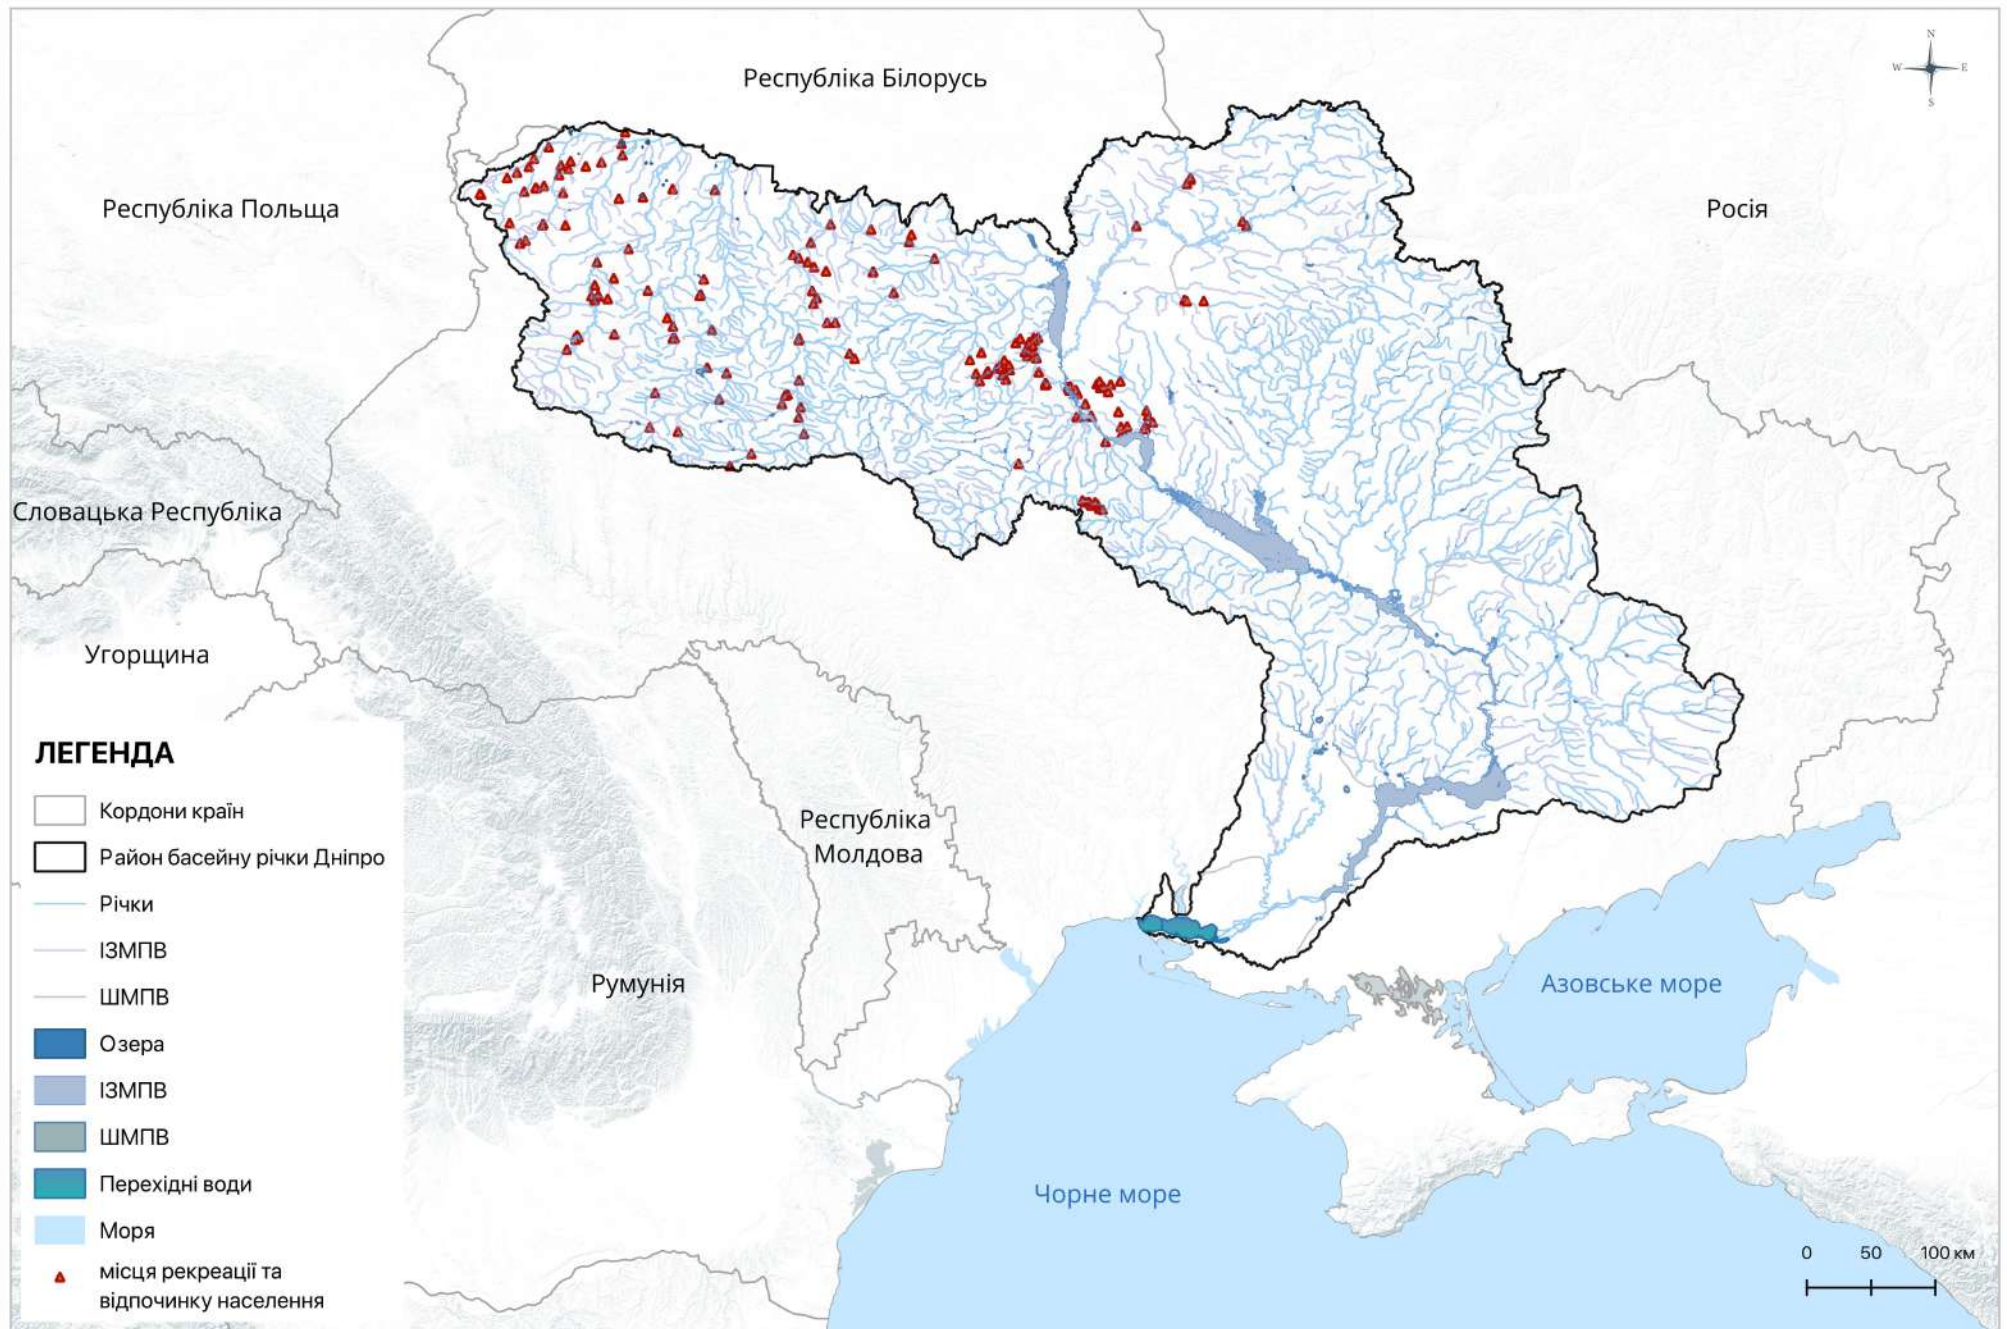 N
W E
S
Республіка Білорусь
Республіка Польща
Росія
Словацька Республіка
Угорщина
Республіка
Молдова
Румунія
Азовське море
Чорне море
ЛЕГЕНДА
Кордони країн
Район басейну річки Дніпро
Річки
ІЗМПВ
ШМПВ
Озера
ІЗМПВ
ШМПВ
Перехідні води
Моря
місця рекреації та
відпочинку населення
0 50 100 км